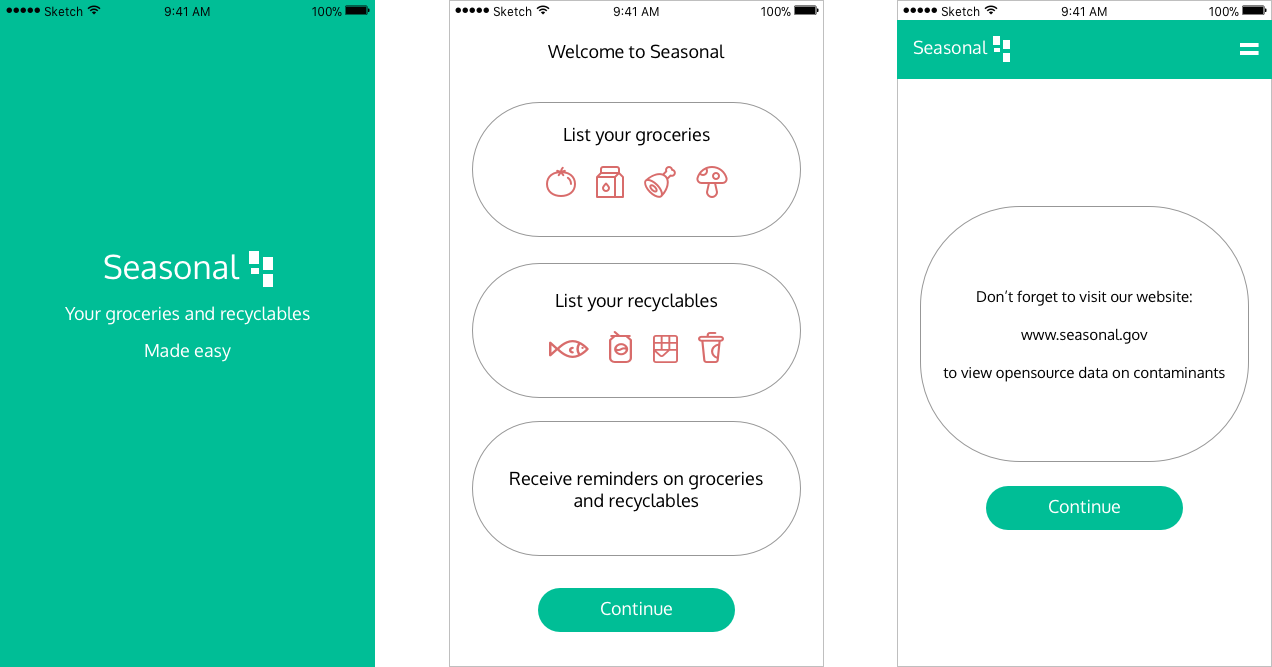 Sketch 9:41 AM 100%
Seasonal
Your groceries and recyclables
Made easy
Sketch 9:41 AM 100%
Welcome to Seasonal
List your groceries
List your recyclables
Receive reminders on groceries
and recyclables
Continue
Sketch 9:41 AM 100%
Seasonal
Don’t forget to visit our website:
www.seasonal.gov
to view opensource data on contaminants
Continue